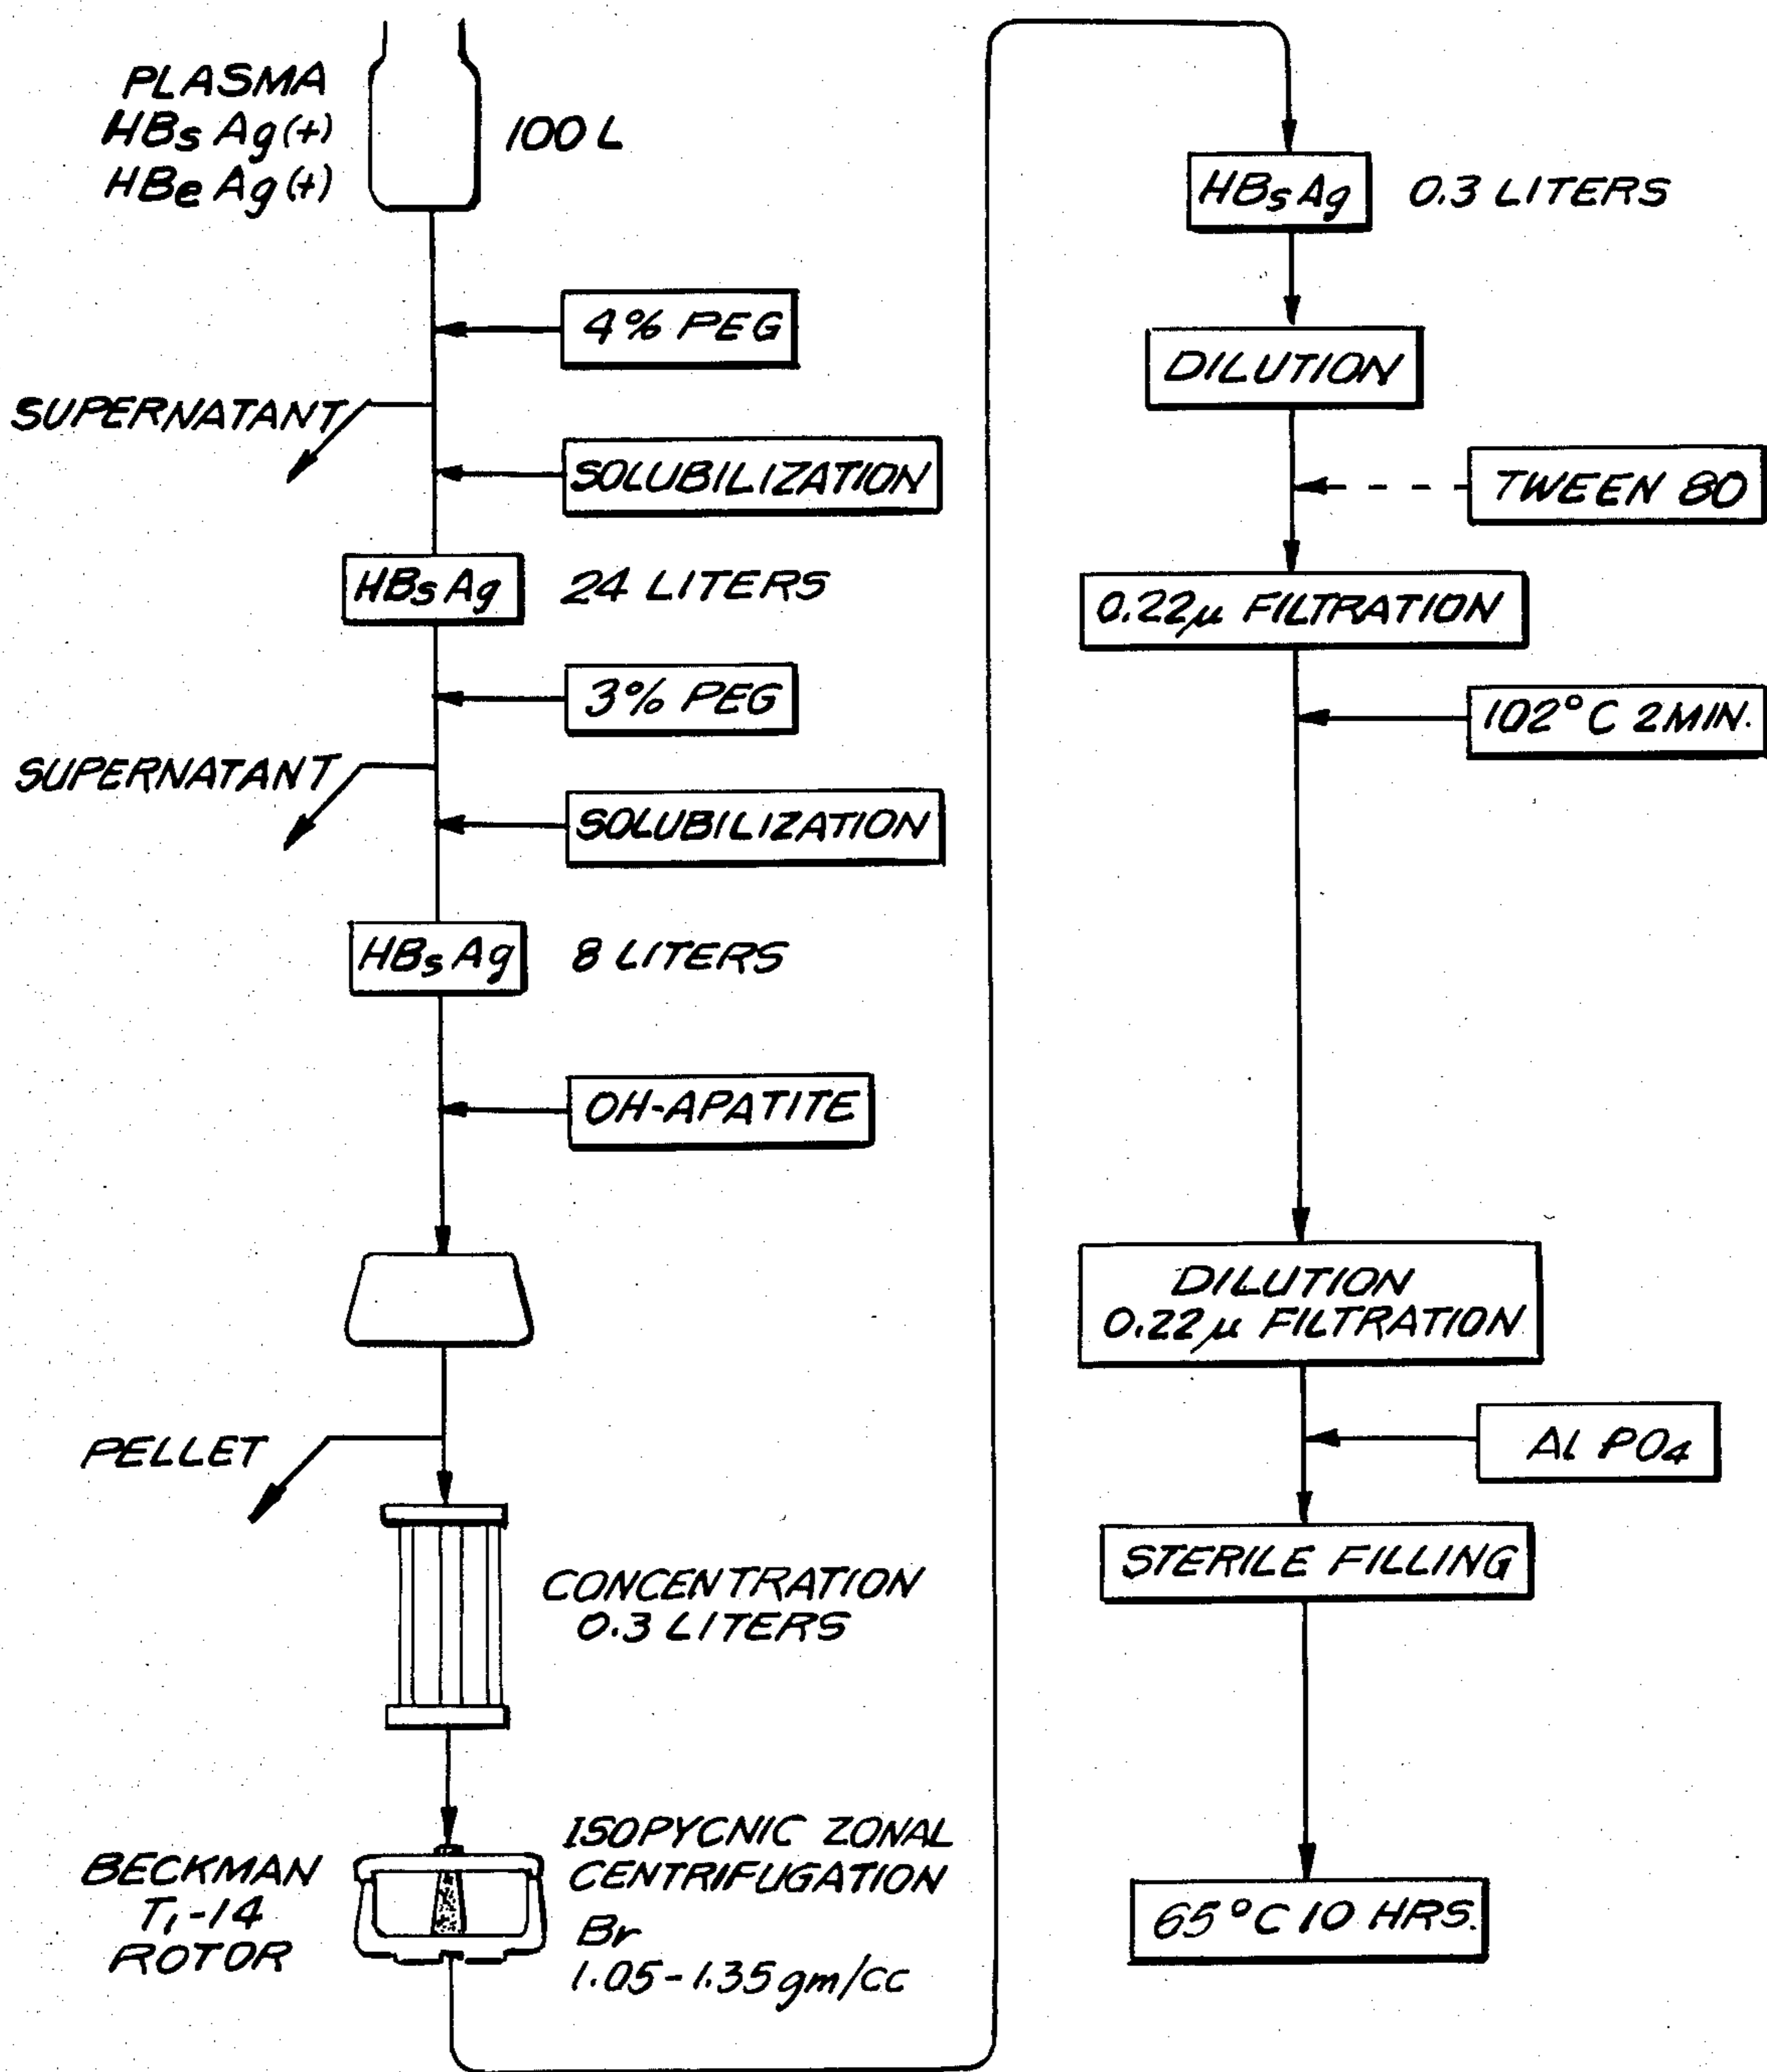 PLASMA
HBs Ag (+)
HBe Ag (+)
100 L
4% PEG
SUPERNATANT
SOLUBILIZATION
HBs Ag
24 LITERS
3% PEG
SUPERNATANT
SOLUBILIZATION
HBs Ag
8 LITERS
OH-APATITE
PELLET
CONCENTRATION
0.3 LITERS
BECKMAN
Ti-14
ROTOR
ISOPYCNIC ZONAL
CENTRIFUGATION
Br
1.05-1.35 gm/cc
HBs Ag
0.3 LITERS
DILUTION
TWEEN 80
0.22µ FILTRATION
102°C 2MIN.
DILUTION
0.22µ FILTRATION
Al PO4
STERILE FILLING
65°C 10 HRS.